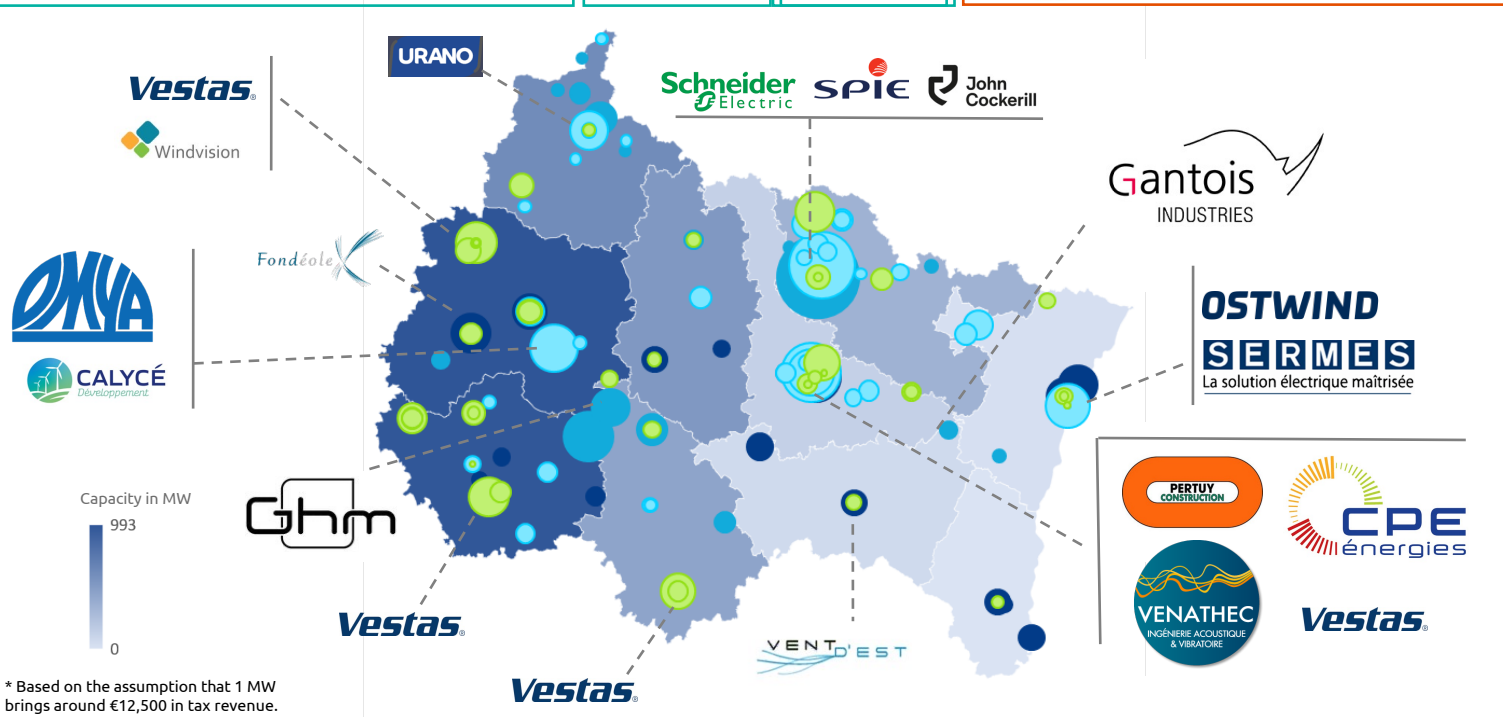 URANO
Vestas®
Windvision
Schneider
Electric
SPIE
John
Cockerill
Gantois
INDUSTRIES
Fondéole
OMYA
CALYCÉ
Développement
OSTWIND
SERMES
La solution électrique maîtrisée
Capacity in MW
993
0
Ghm
PERTUY
CONSTRUCTION
CPE
énergies
VENATHEC
INGÉNIERIE ACOUSTIQUE
& VIBRATOIRE
Vestas®
Vestas®
VENT D'EST
Vestas®
* Based on the assumption that 1 MW
brings around €12,500 in tax revenue.